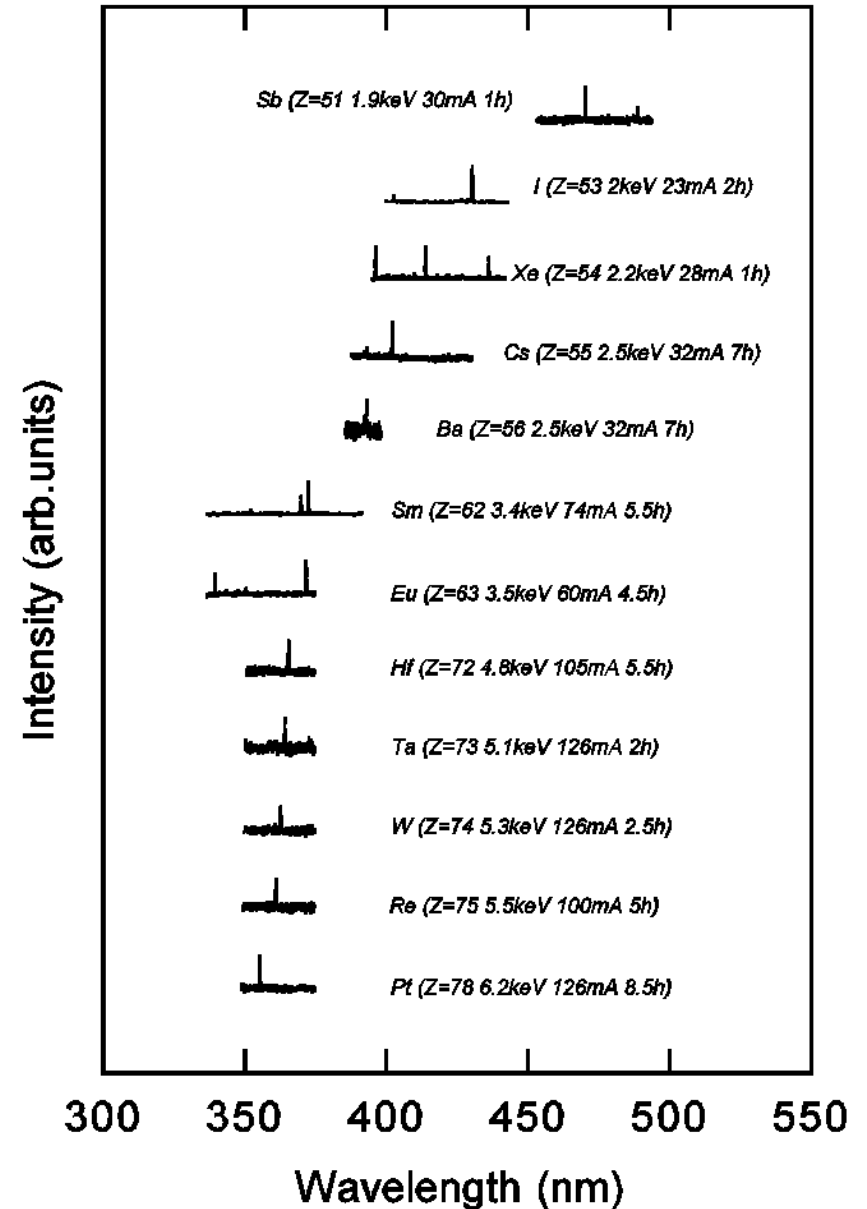 Sb (Z=51 1.9keV 30mA 1h)
I (Z=53 2keV 23mA 2h)
Xe (Z=54 2.2keV 28mA 1h)
Cs (Z=55 2.5keV 32mA 7h)
Ba (Z=56 2.5keV 32mA 7h)
Sm (Z=62 3.4keV 74mA 5.5h)
Eu (Z=63 3.5keV 60mA 4.5h)
Hf (Z=72 4.8keV 105mA 5.5h)
Ta (Z=73 5.1keV 126mA 2h)
W (Z=74 5.3keV 126mA 2.5h)
Re (Z=75 5.5keV 100mA 5h)
Pt (Z=78 6.2keV 126mA 8.5h)
Intensity (arb.units)
300 350 400 450 500 550
Wavelength (nm)